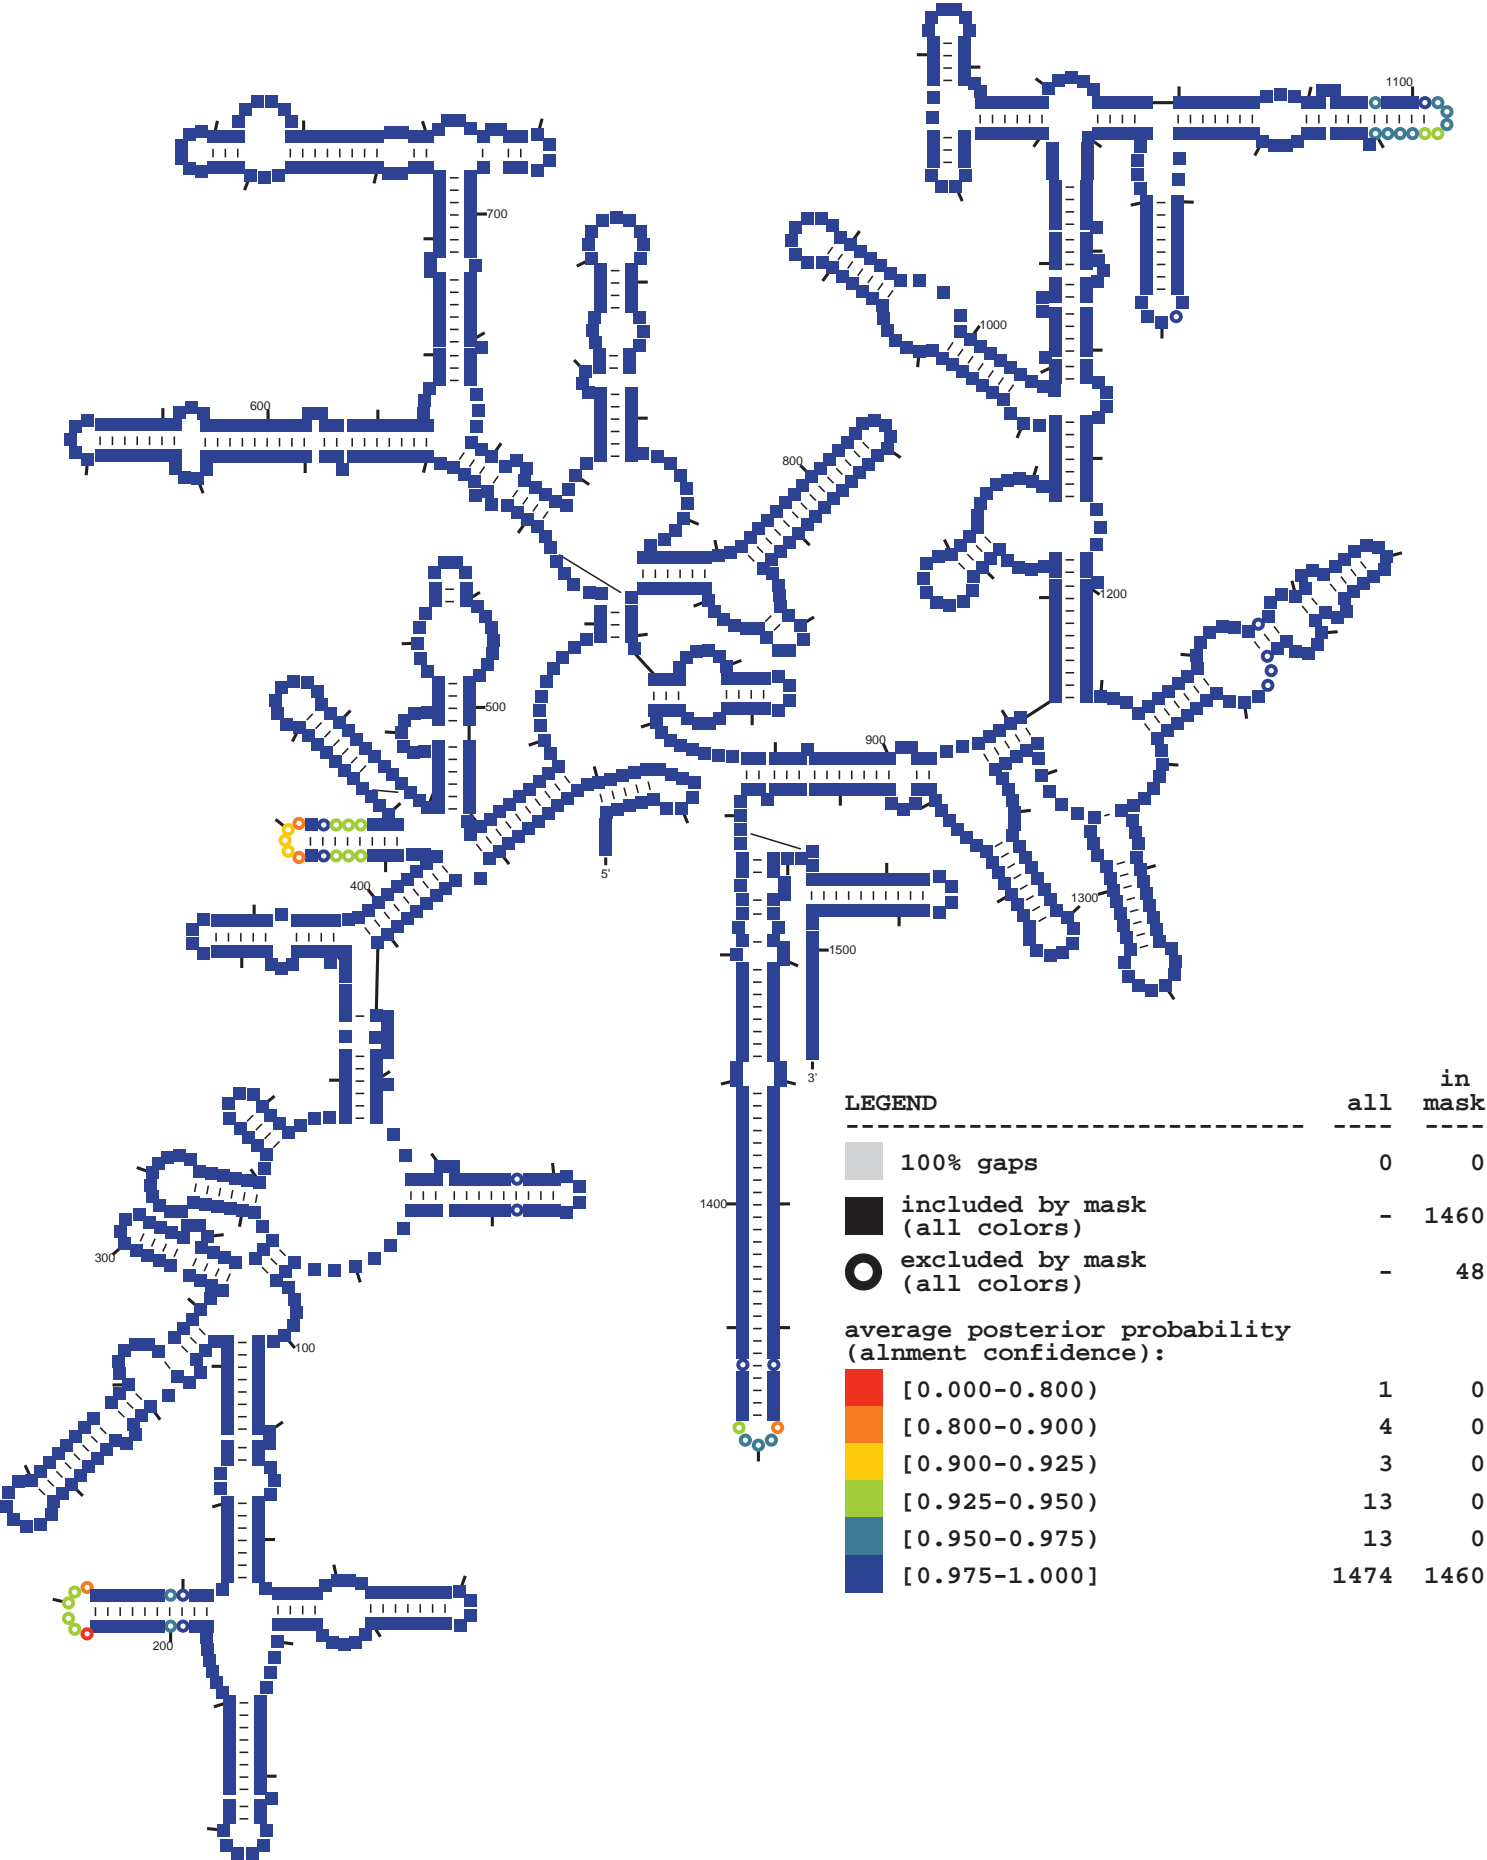 1100
700
1000
600
800
1200
500
900
400
5'
1300
1500
3'
in
LEGEND all mask
------------------------------ ---- ----
100% gaps 0 0
included by mask
(all colors) - 1460
excluded by mask
(all colors) - 48
1400
300
100
average posterior probability
(alnment confidence):
[0.000-0.800) 1 0
[0.800-0.900) 4 0
[0.900-0.925) 3 0
[0.925-0.950) 13 0
[0.950-0.975) 13 0
[0.975-1.000] 1474 1460
200